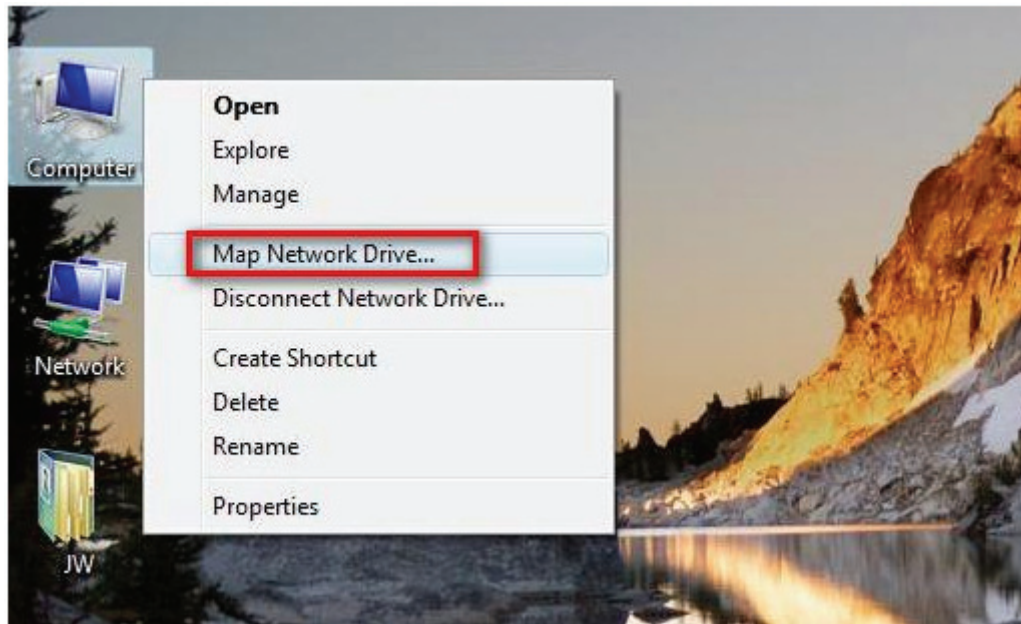 Computer
Network
JW
Open
Explore
Manage
Map Network Drive...
Disconnect Network Drive...
Create Shortcut
Delete
Rename
Properties